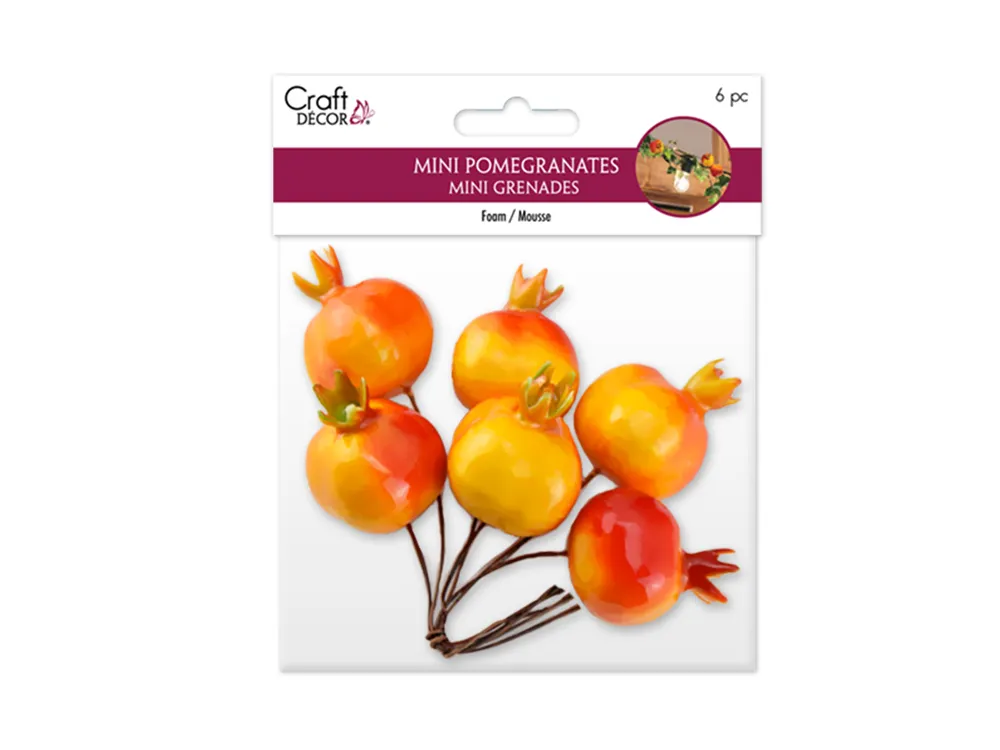 Craft
DÉCOR®
6 pc
MINI POMEGRANATES
MINI GRENADES
Foam / Mousse